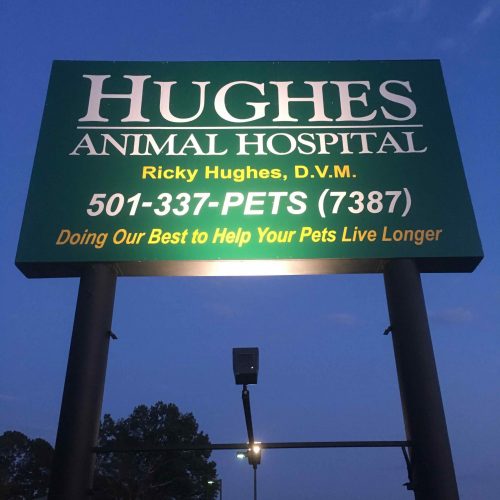 HUGHES
ANIMAL HOSPITAL
Ricky Hughes, D.V.M.
501-337-PETS (7387)
Doing Our Best to Help Your Pets Live Longer